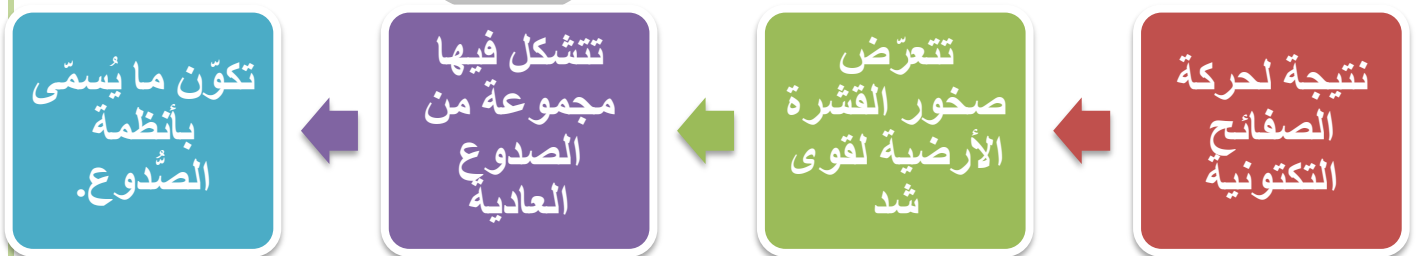 نتيجة لحركة
الصفائح
التكتونية
تتعرّض
صخور القشرة
الأرضية لقوى
شد
تتشكل فيها
مجموعة من
الصدوع
العادية
تكوّن ما يُسمّى
بأنظمة
الصُّدوع.